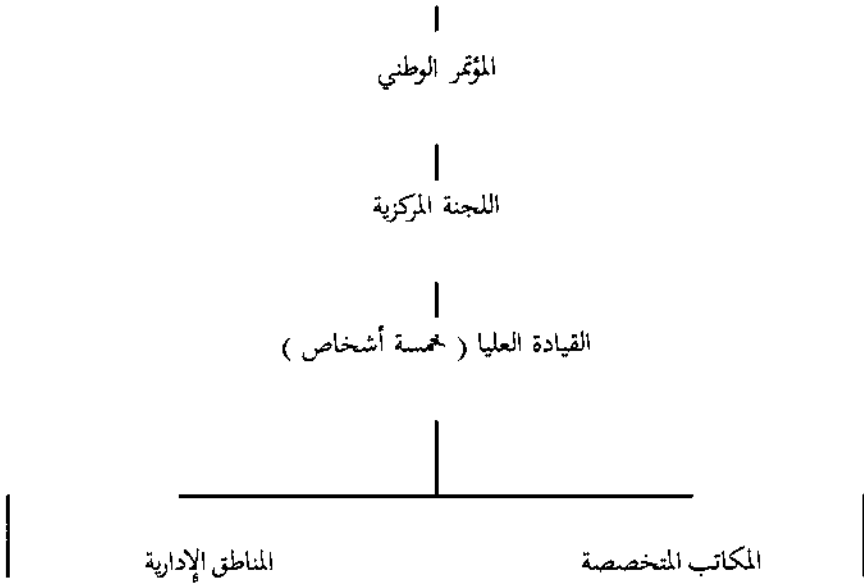 المؤتمر الوطني
اللجنة المركزية
القيادة العليا ( خمسة أشخاص )
المكاتب المتخصصة
المناطق الإدارية